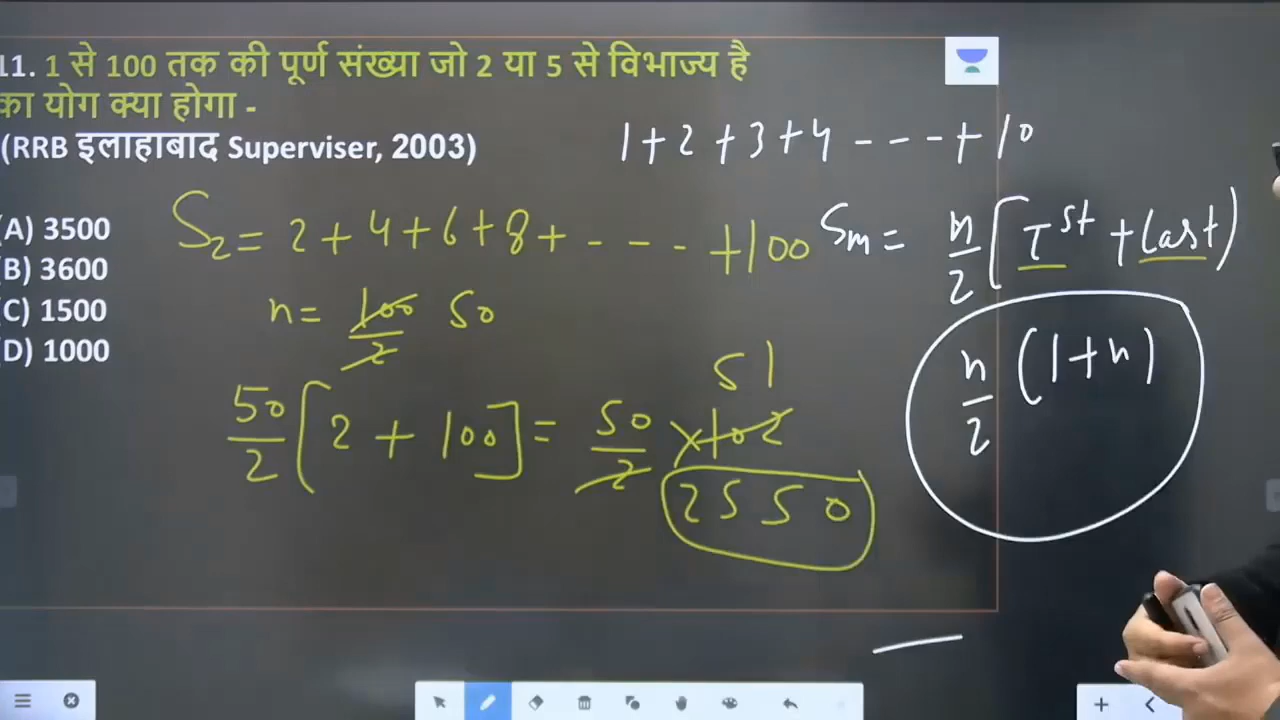 11. 1 से 100 तक की पूर्ण संख्या जो 2 या 5 से विभाज्य है
का योग क्या होगा -
(RRB इलाहाबाद Superviser, 2003)
1 + 2 + 3 + 4 - - - + 10
(A) 3500
(B) 3600
(C) 1500
(D) 1000
S2 = 2 + 4 + 6 + 8 + - - - - + 100
Sm = n/2 [Ist + Last)
n = 100/2 50
n/2 (1 + n)
51
50/2 [2 + 100] = 50/2 x 102
2550